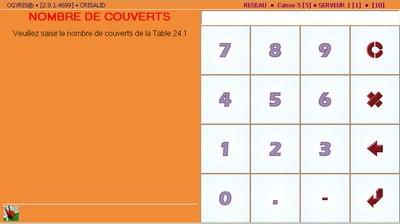 OGYRIS® • [2.9.1.4699] • CRISALID
RESEAU • Caisse 5 [5] • SERVEUR 1 [1] • [10]
NOMBRE DE COUVERTS
Veuillez saisir le nombre de couverts de la Table 24.1
7 8 9 C
4 5 6
1 2 3
0 . -